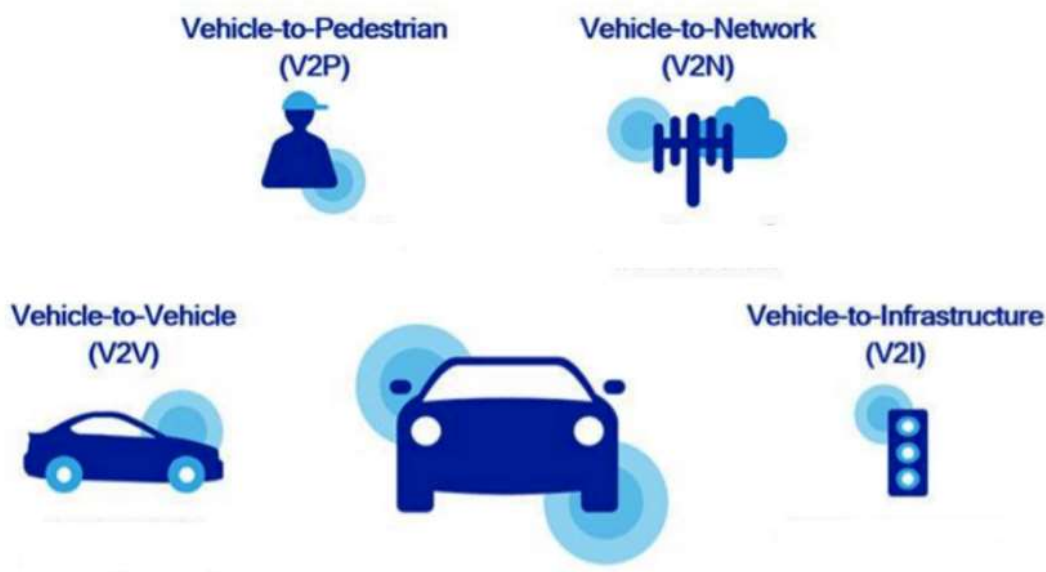 Vehicle-to-Pedestrian
(V2P)
Vehicle-to-Network
(V2N)
Vehicle-to-Vehicle
(V2V)
Vehicle-to-Infrastructure
(V2I)